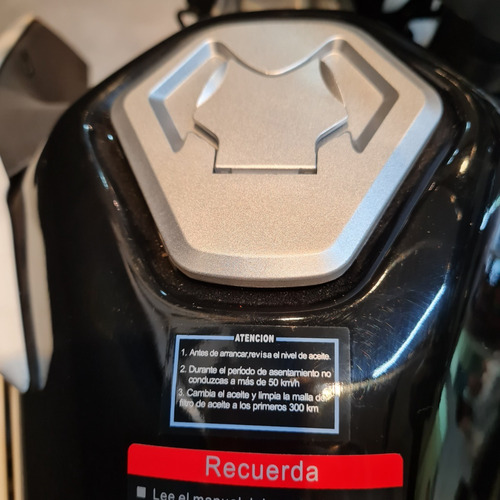 ATENCION
1. Antes de arrancar,revisa el nivel de aceite.
2. Durante el período de asentamiento no
conduzcas a más de 50 km/h
3. Cambia el aceite y limpia la malla del
filtro de aceite a los primeros 300 km
Recuerda
Lee el manual